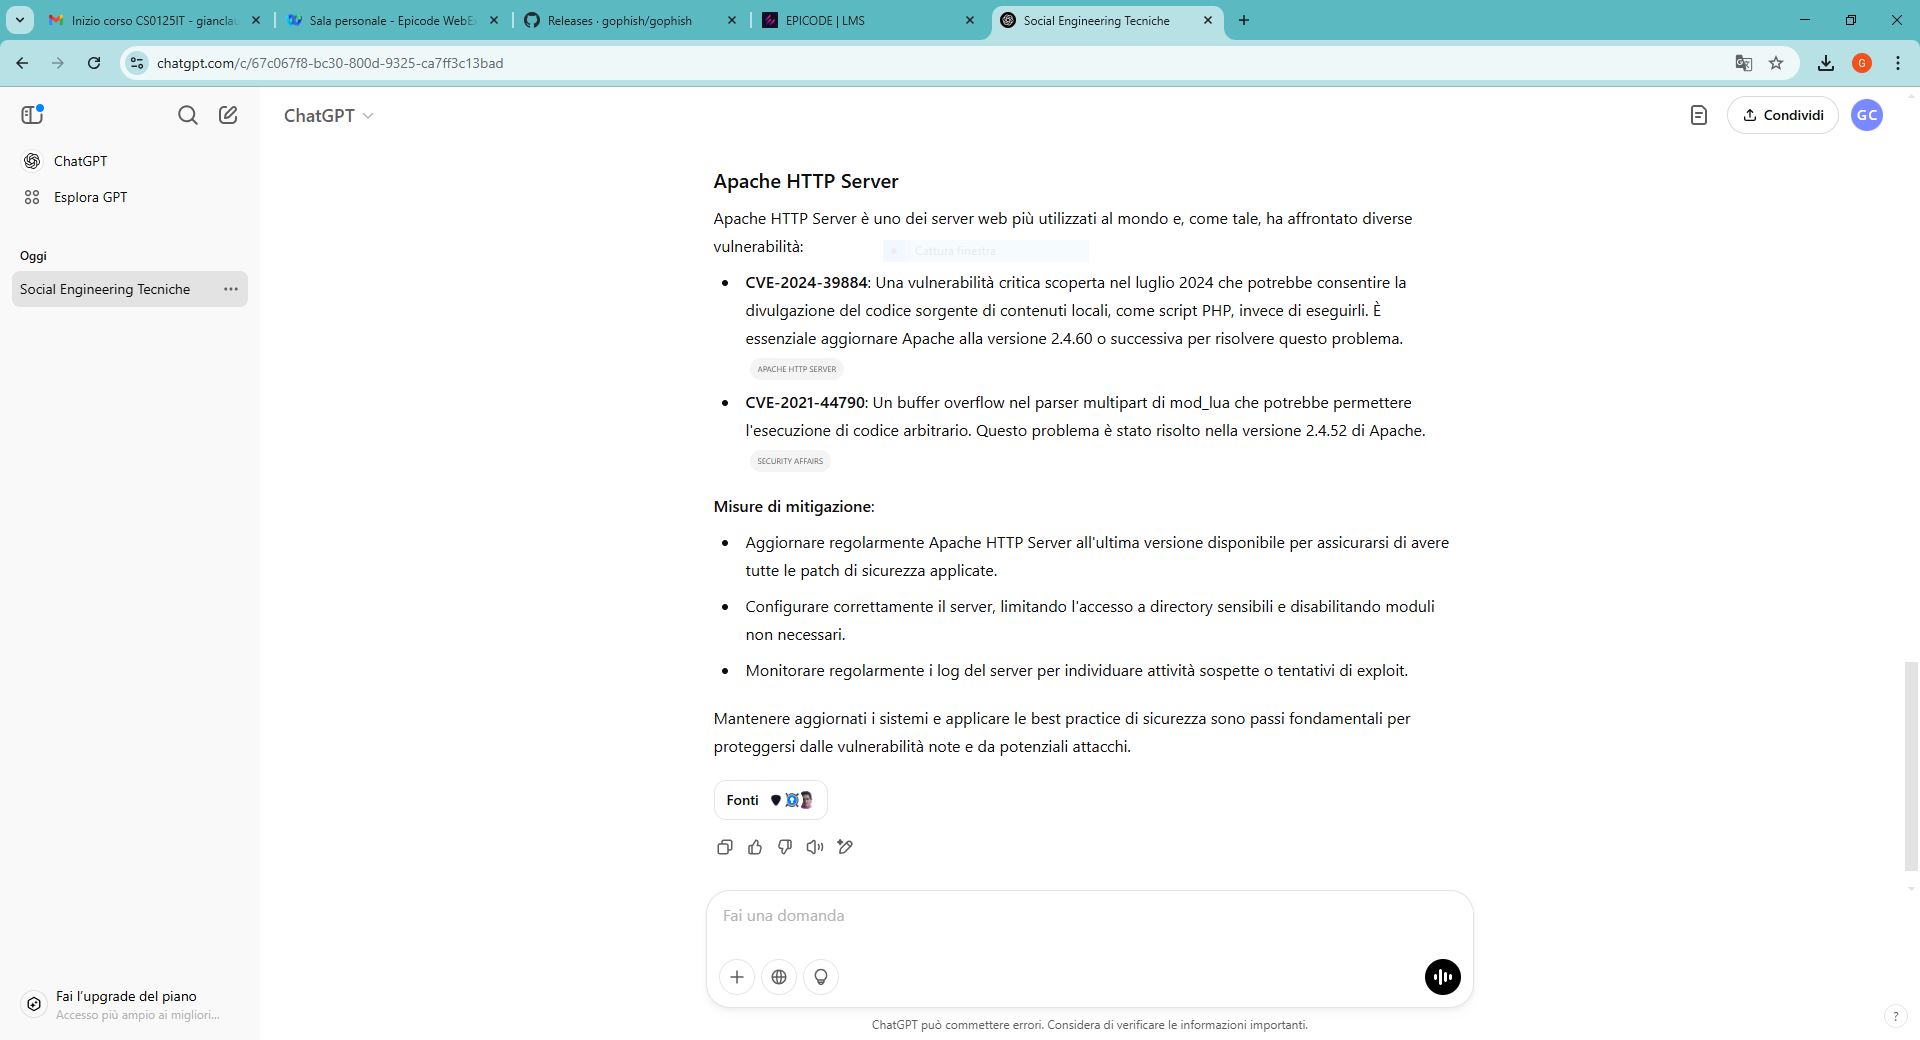 Inizio corso CS0125IT - gianclau
Sala personale - Epicode WebEx
Releases · gophish/gophish
EPICODE | LMS
Social Engineering Tecniche
chatgpt.com/c/67c067f8-bc30-800d-9325-ca7ff3c13bad
G
ChatGPT
Condividi
GC
ChatGPT
Esplora GPT
Oggi
Social Engineering Tecniche
Apache HTTP Server
Apache HTTP Server è uno dei server web più utilizzati al mondo e, come tale, ha affrontato diverse
vulnerabilità:
Cattura finestra
CVE-2024-39884: Una vulnerabilità critica scoperta nel luglio 2024 che potrebbe consentire la
divulgazione del codice sorgente di contenuti locali, come script PHP, invece di eseguirli. È
essenziale aggiornare Apache alla versione 2.4.60 o successiva per risolvere questo problema.
APACHE HTTP SERVER
CVE-2021-44790: Un buffer overflow nel parser multipart di mod_lua che potrebbe permettere
l'esecuzione di codice arbitrario. Questo problema è stato risolto nella versione 2.4.52 di Apache.
SECURITY AFFAIRS
Misure di mitigazione:
Aggiornare regolarmente Apache HTTP Server all'ultima versione disponibile per assicurarsi di avere
tutte le patch di sicurezza applicate.
Configurare correttamente il server, limitando l'accesso a directory sensibili e disabilitando moduli
non necessari.
Monitorare regolarmente i log del server per individuare attività sospette o tentativi di exploit.
Mantenere aggiornati i sistemi e applicare le best practice di sicurezza sono passi fondamentali per
proteggersi dalle vulnerabilità note e da potenziali attacchi.
Fonti
Fai una domanda
Fai l'upgrade del piano
Accesso più ampio ai migliori...
ChatGPT può commettere errori. Considera di verificare le informazioni importanti.
?